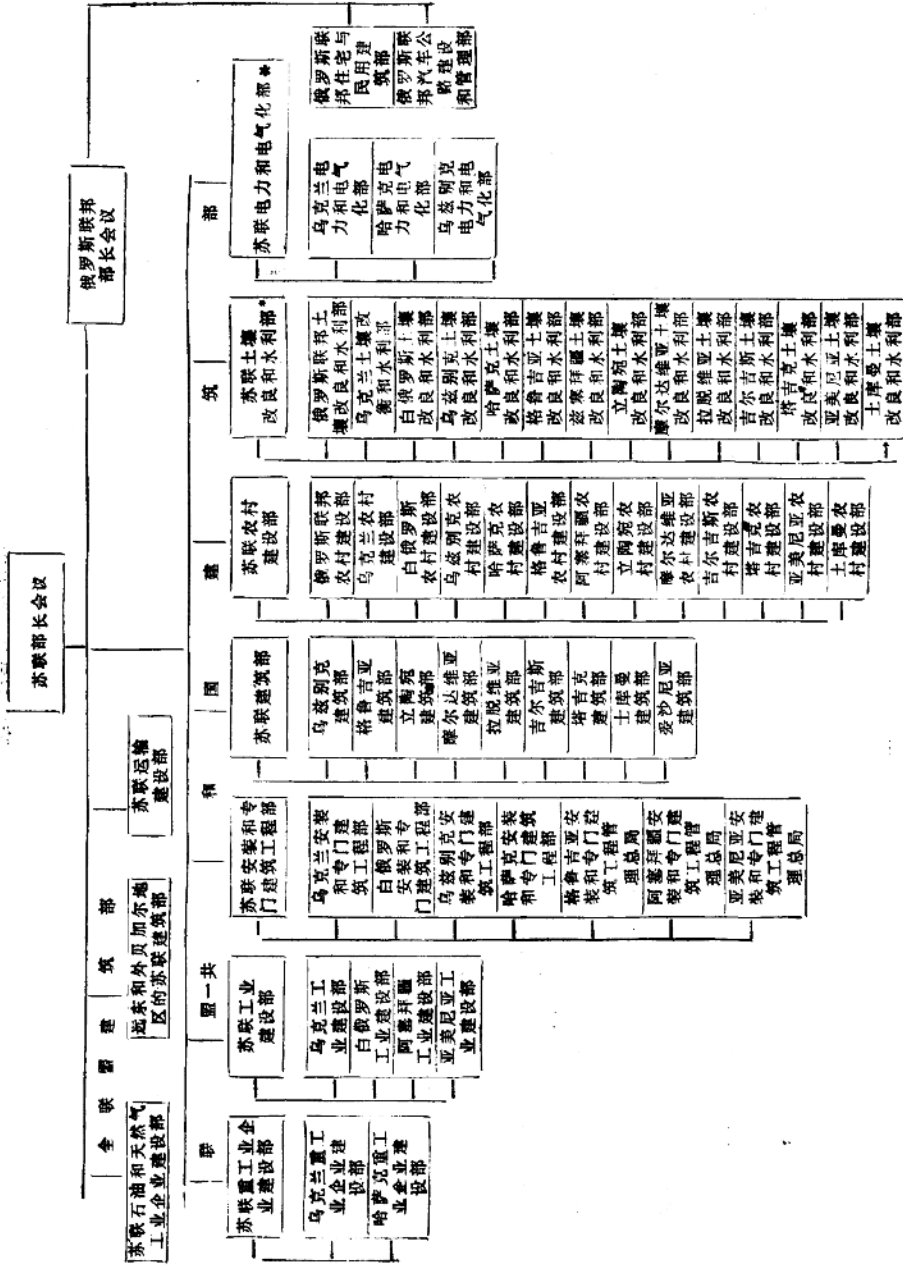 苏联部长会议
俄罗斯联邦
部长会议
全联盟建筑部
苏联石油和天然气
工业企业建设部
远东和外贝加尔地
区的苏联建筑部
苏联运输
建设部
联盟一共和国建筑部
苏联重工业企
业建设部
乌克兰重工
业企业建
设部
哈萨克重工
业企业建
设部
苏联工业
建设部
乌克兰工
业建设部
白俄罗斯
工业建设部
阿塞拜疆
工业建设部
亚美尼亚工
业建设部
苏联安装和专
门建筑工程部
乌克兰安装
和专门建
筑工程部
白俄罗斯
安装和专
门建筑工程部
乌兹别克安
装和专门建
筑工程部
哈萨克安装
和专门建筑
工程部
格鲁吉亚安
装和专门建
筑工程管
理总局
阿塞拜疆安
装和专门建
筑工程管
理总局
亚美尼亚安
装和专门建
筑工程管
理总局
苏联建筑部
乌兹别克
建筑部
格鲁吉亚
建筑部
立陶宛
建筑部
摩尔达维亚
建筑部
拉脱维亚
建筑部
吉尔吉斯
建筑部
塔吉克
建筑部
土库曼
建筑部
爱沙尼亚
建筑部
苏联农村
建设部
俄罗斯联邦
农村建设部
乌克兰农村
建设部
白俄罗斯
农村建设部
乌兹别克农
村建设部
哈萨克农
村建设部
格鲁吉亚
农村建设部
阿塞拜疆农
村建设部
立陶宛农
村建设部
摩尔达维亚
农村建设部
吉尔吉斯农
村建设部
塔吉克农
村建设部
亚美尼亚农
村建设部
土库曼农
村建设部
苏联土壤
改良和水利部*
俄罗斯联邦土
壤改良和水利部
乌克兰土壤改
衡和水利部
白俄罗斯土壤
改良和水利部
乌兹别克土壤
改良和水利部
哈萨克土壤
改良和水利部
格鲁吉亚土壤
改良和水利部
兹塞拜疆土壤
改良和水利部
立陶宛土壤
改良和水利部
摩尔达维亚土壤
改良和水利部
拉脱维亚土壤
改良和水利部
吉尔吉斯土壤
改良和水利部
塔吉克土壤
改良和水利部
亚美尼亚土壤
改良和水利部
土库曼土壤
改良和水利部
苏联电力和电气化部**
乌克兰电
力和电气
化部
哈萨克电
力和电气
化部
乌兹别克
电力和电
气化部
俄罗斯联
邦住宅与
民用建
筑部
俄罗斯联
邦汽车公
路建设
和管理部